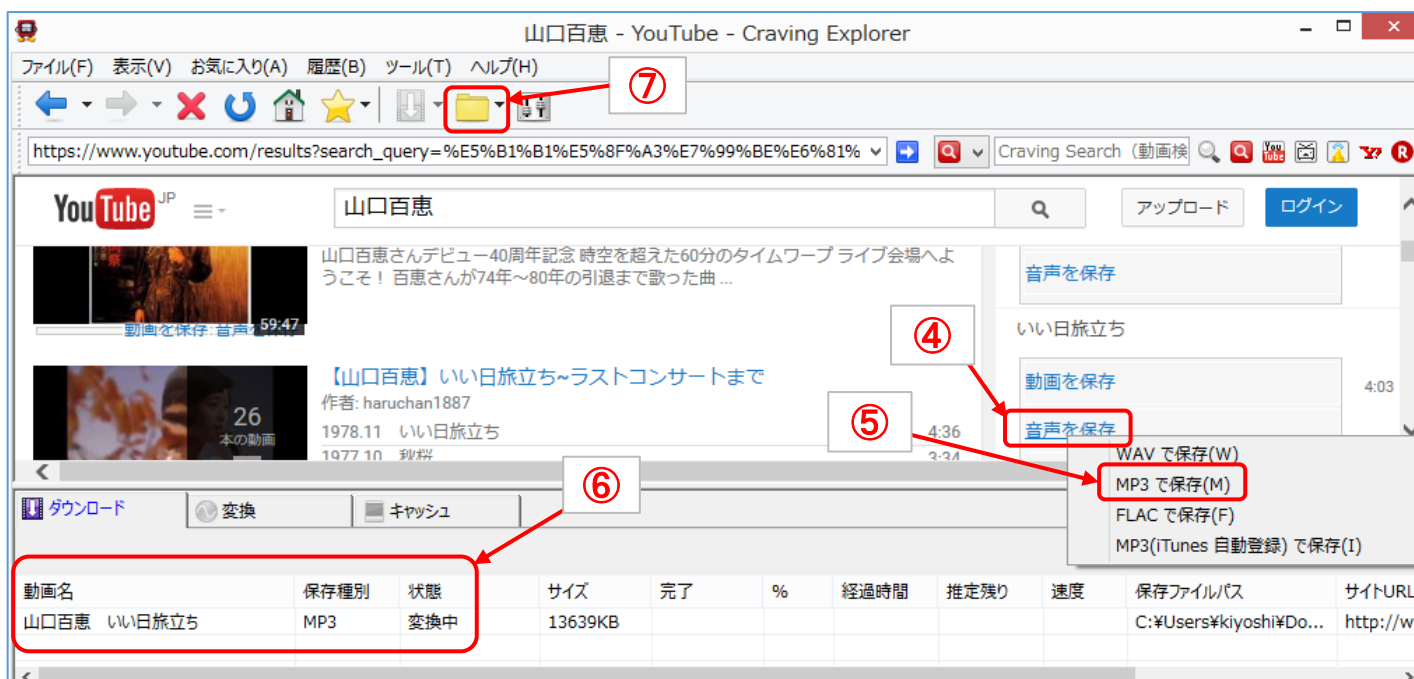 山口百恵 - YouTube - Craving Explorer
ファイル(F) 表示(V) お気に入り(A) 履歴(B) ツール(T) ヘルプ(H)
⑦
https://www.youtube.com/results?search_query=%E5%B1%B1%E5%8F%A3%E7%99%BE%E6%81% Craving Search (動画検
You Tube JP 山口百恵 アップロード ログイン
山口百恵さんデビュー40周年記念 時空を超えた60分のタイムワープ ライブ会場へよ
うこそ！ 百恵さんが74年～80年の引退まで歌った曲 ...
音声を保存
59:47
動画を保存 音声
いい日旅立ち
④
【山口百恵】いい日旅立ち~ラストコンサートまで
作者: haruchan1887
動画を保存 4:03
26
本の動画
⑤
1978.11 いい日旅立ち 4:36
音声を保存
1977.10 秋桜 3:34
WAV で保存(W)
MP3 で保存(M)
FLAC で保存(F)
MP3(iTunes 自動登録) で保存(I)
⑥
ダウンロード 変換 キャッシュ
動画名 保存種別 状態 サイズ 完了 % 経過時間 推定残り 速度 保存ファイルパス サイトURL
山口百恵 いい日旅立ち MP3 変換中 13639KB C:¥Users¥kiyoshi¥Do... http://w